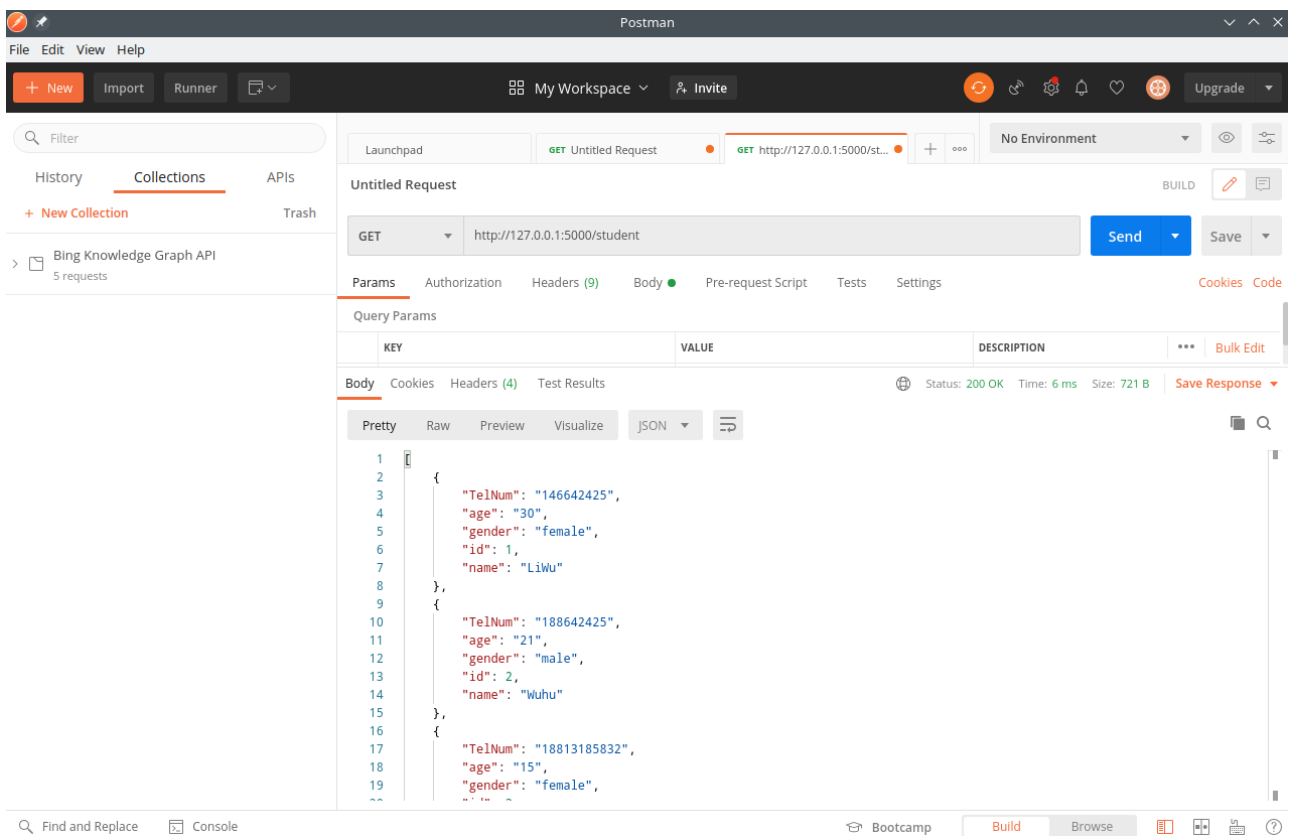 Postman
File Edit View Help
+ New Import Runner My Workspace Invite Upgrade
Filter
History Collections APIs
+ New Collection Trash
Bing Knowledge Graph API
5 requests
Launchpad GET Untitled Request GET http://127.0.0.1:5000/st... + No Environment
Untitled Request BUILD
GET http://127.0.0.1:5000/student Send Save
Params Authorization Headers (9) Body Pre-request Script Tests Settings Cookies Code
Query Params
KEY VALUE DESCRIPTION Bulk Edit
Body Cookies Headers (4) Test Results Status: 200 OK Time: 6 ms Size: 721 B Save Response
Pretty Raw Preview Visualize JSON
1 [
2 {
3 "TelNum": "146642425",
4 "age": "30",
5 "gender": "female",
6 "id": 1,
7 "name": "LiWu"
8 },
9 {
10 "TelNum": "188642425",
11 "age": "21",
12 "gender": "male",
13 "id": 2,
14 "name": "Wuhu"
15 },
16 {
17 "TelNum": "18813185832",
18 "age": "15",
19 "gender": "female",
Find and Replace Console Bootcamp Build Browse